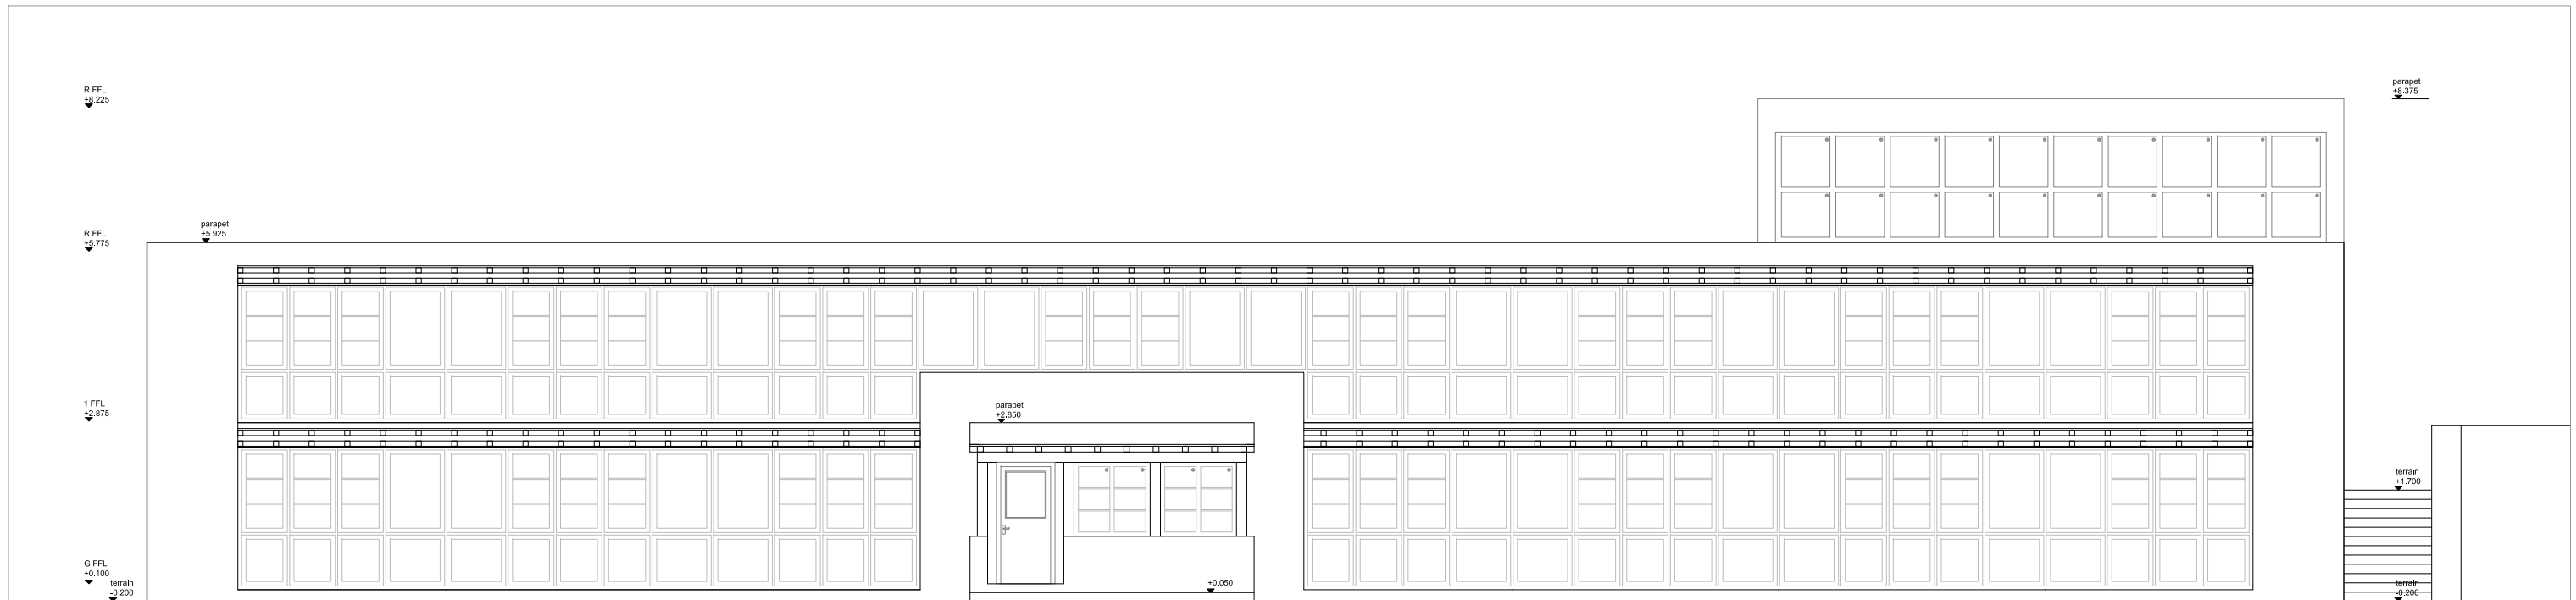 R FFL
+8.225
parapet
+8.375
parapet
+5.925
R FFL
+5.775
1 FFL
+2.875
parapet
+2.850
terrain
+1.700
G FFL
+0.100
terrain
-0.200
+0.050
terrain
-0.200